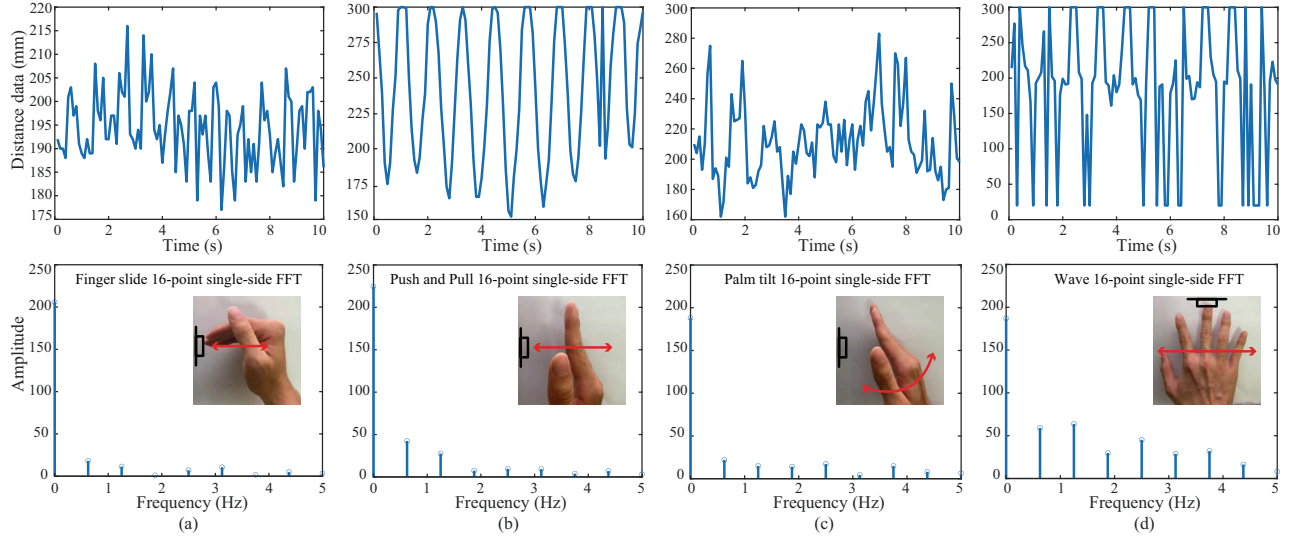 220
215
210
205
200
195
190
185
180
175
Distance data (mm)
0 2 4 6 8 10
Time (s)
300
275
250
225
200
175
150
0 2 4 6 8 10
Time (s)
300
280
260
240
220
200
180
160
0 2 4 6 8 10
Time (s)
300
300
200
200
100
100
0
0 2 4 6 8 10
Time (s)
250
200
150
100
50
0
Amplitude
Finger slide 16-point single-side FFT
0 1 2 3 4 5
Frequency (Hz)
(a)
250
200
150
100
50
0
Push and Pull 16-point single-side FFT
0 1 2 3 4 5
Frequency (Hz)
(b)
250
200
150
100
50
0
Palm tilt 16-point single-side FFT
0 1 2 3 4 5
Frequency (Hz)
(c)
250
200
150
100
50
0
Wave 16-point single-side FFT
0 1 2 3 4 5
Frequency (Hz)
(d)